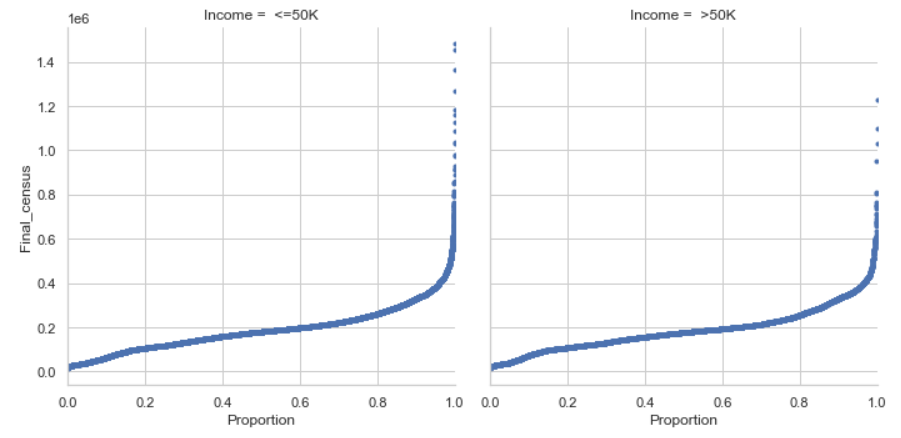 Income = <=50K
Income = >50K
1e6
1.4
1.2
1.0
0.8
0.6
0.4
0.2
0.0
Final_census
0.0 0.2 0.4 0.6 0.8 1.0
0.0 0.2 0.4 0.6 0.8 1.0
Proportion
Proportion